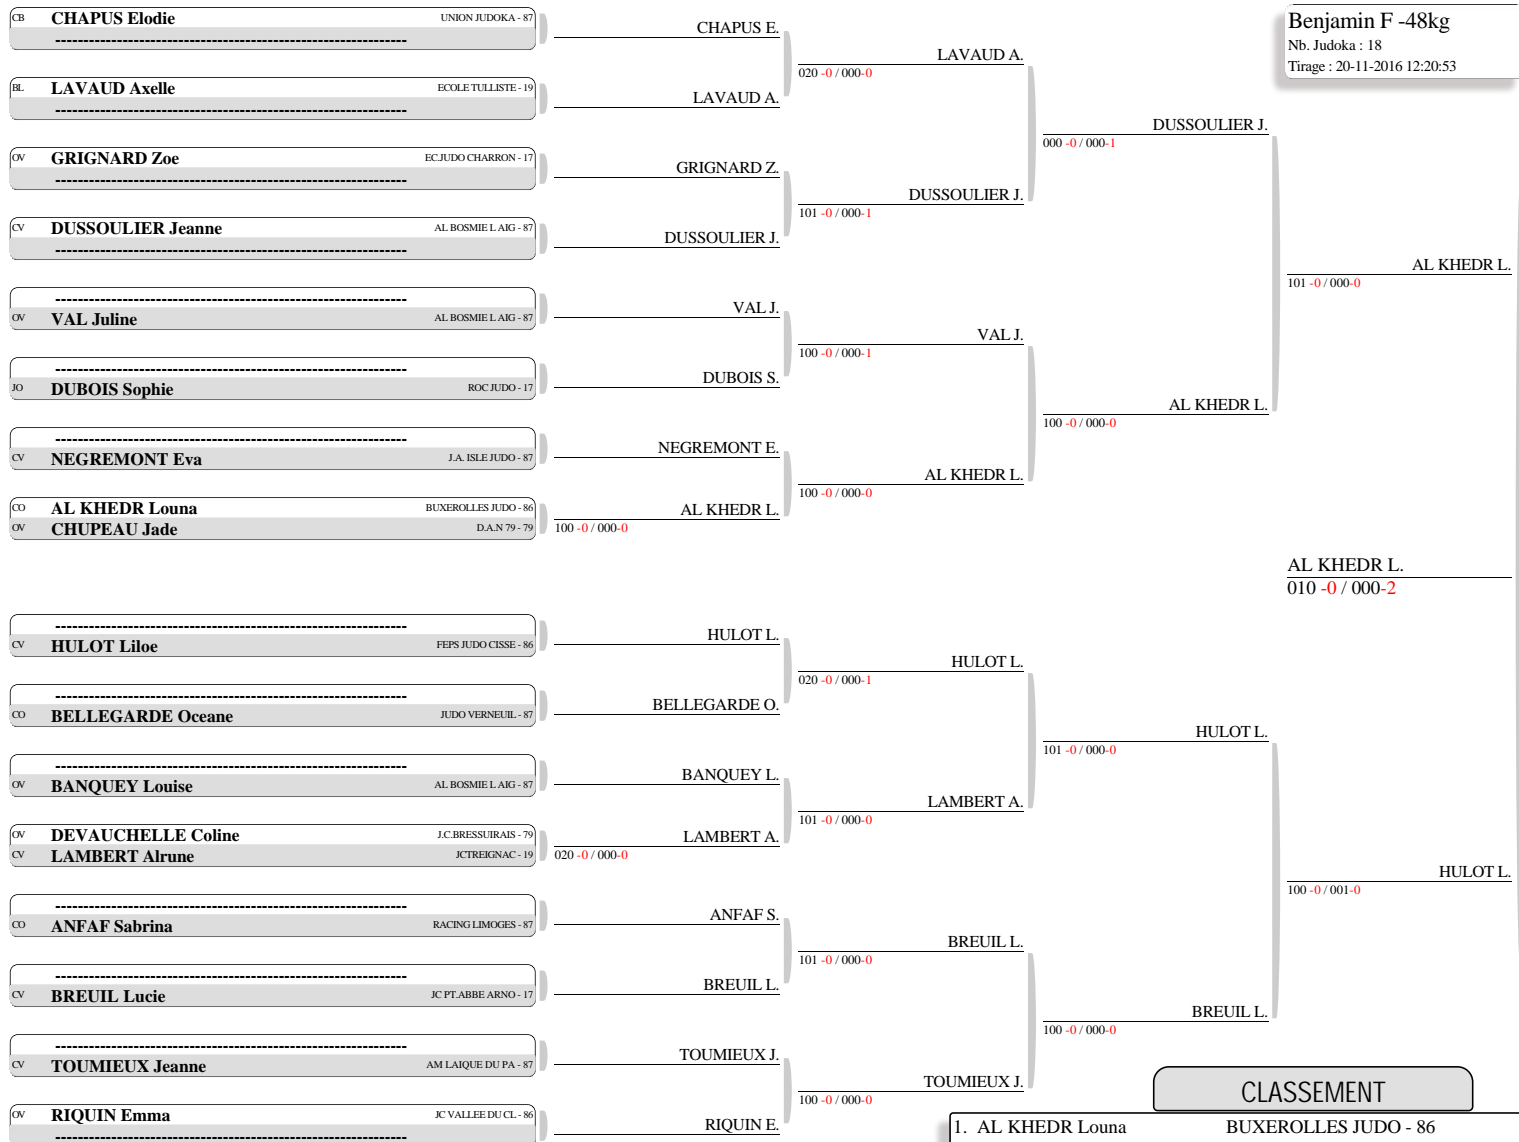 Benjamin F -48kg
Nb. Judoka : 18
Tirage : 20-11-2016 12:20:53
CB CHAPUS Elodie UNION JUDOKA - 87
BL LAVAUD Axelle ECOLE TULLISTE - 19
OV GRIGNARD Zoe EC.JUDO CHARRON - 17
CV DUSSOULIER Jeanne AL BOSMIE L AIG - 87
OV VAL Juline AL BOSMIE L AIG - 87
JO DUBOIS Sophie ROC JUDO - 17
CV NEGREMONT Eva J.A. ISLE JUDO - 87
CO AL KHEDR Louna BUXEROLLES JUDO - 86
OV CHUPEAU Jade D.A.N 79 - 79
CV HULOT Liloe FEPS JUDO CISSE - 86
CO BELLEGARDE Oceane JUDO VERNEUIL - 87
OV BANQUEY Louise AL BOSMIE L AIG - 87
OV DEVAUCHELLE Coline J.C.BRESSUIRAIS - 79
CV LAMBERT Alrune JCTREIGNAC - 19
CO ANFAF Sabrina RACING LIMOGES - 87
CV BREUIL Lucie JC PT.ABBE ARNO - 17
CV TOUMIEUX Jeanne AM LAIQUE DU PA - 87
OV RIQUIN Emma JC VALLEE DU CL - 86
CHAPUS E.
LAVAUD A.
GRIGNARD Z.
DUSSOULIER J.
VAL J.
DUBOIS S.
NEGREMONT E.
AL KHEDR L.
100 -0 / 000-0
HULOT L.
BELLEGARDE O.
BANQUEY L.
LAMBERT A.
020 -0 / 000-0
ANFAF S.
BREUIL L.
TOUMIEUX J.
RIQUIN E.
LAVAUD A.
020 -0 / 000-0
DUSSOULIER J.
101 -0 / 000-1
VAL J.
100 -0 / 000-1
AL KHEDR L.
100 -0 / 000-0
HULOT L.
020 -0 / 000-1
LAMBERT A.
101 -0 / 000-0
BREUIL L.
101 -0 / 000-0
TOUMIEUX J.
100 -0 / 000-0
DUSSOULIER J.
000 -0 / 000-1
AL KHEDR L.
100 -0 / 000-0
HULOT L.
101 -0 / 000-0
BREUIL L.
100 -0 / 000-0
AL KHEDR L.
101 -0 / 000-0
HULOT L.
100 -0 / 001-0
AL KHEDR L.
010 -0 / 000-2
CLASSEMENT
1. AL KHEDR Louna BUXEROLLES JUDO - 86